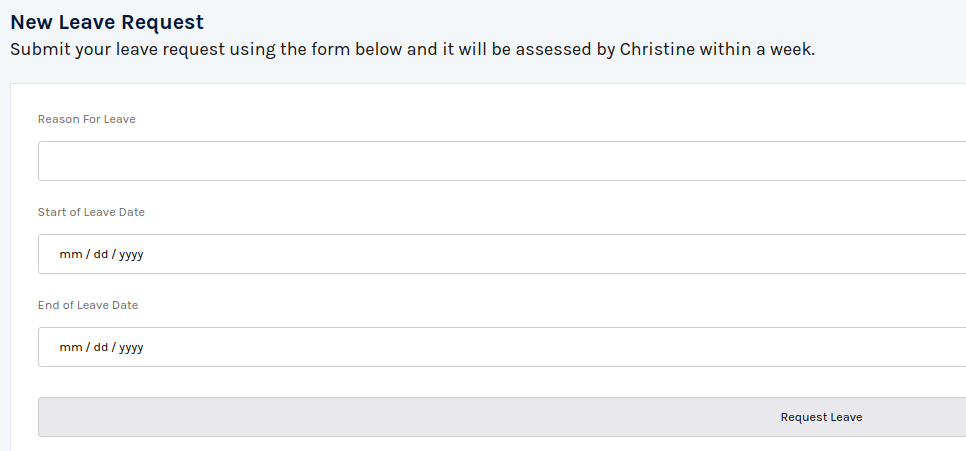 New Leave Request
Submit your leave request using the form below and it will be assessed by Christine within a week.
Reason For Leave
Start of Leave Date
mm / dd / yyyy
End of Leave Date
mm / dd / yyyy
Request Leave